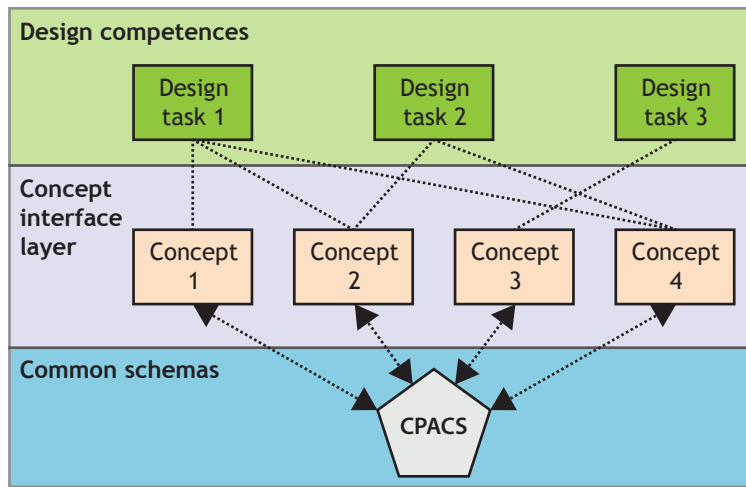 Design competences
Design
task 1
Design
task 2
Design
task 3
Concept
interface
layer
Concept
1
Concept
2
Concept
3
Concept
4
Common schemas
CPACS